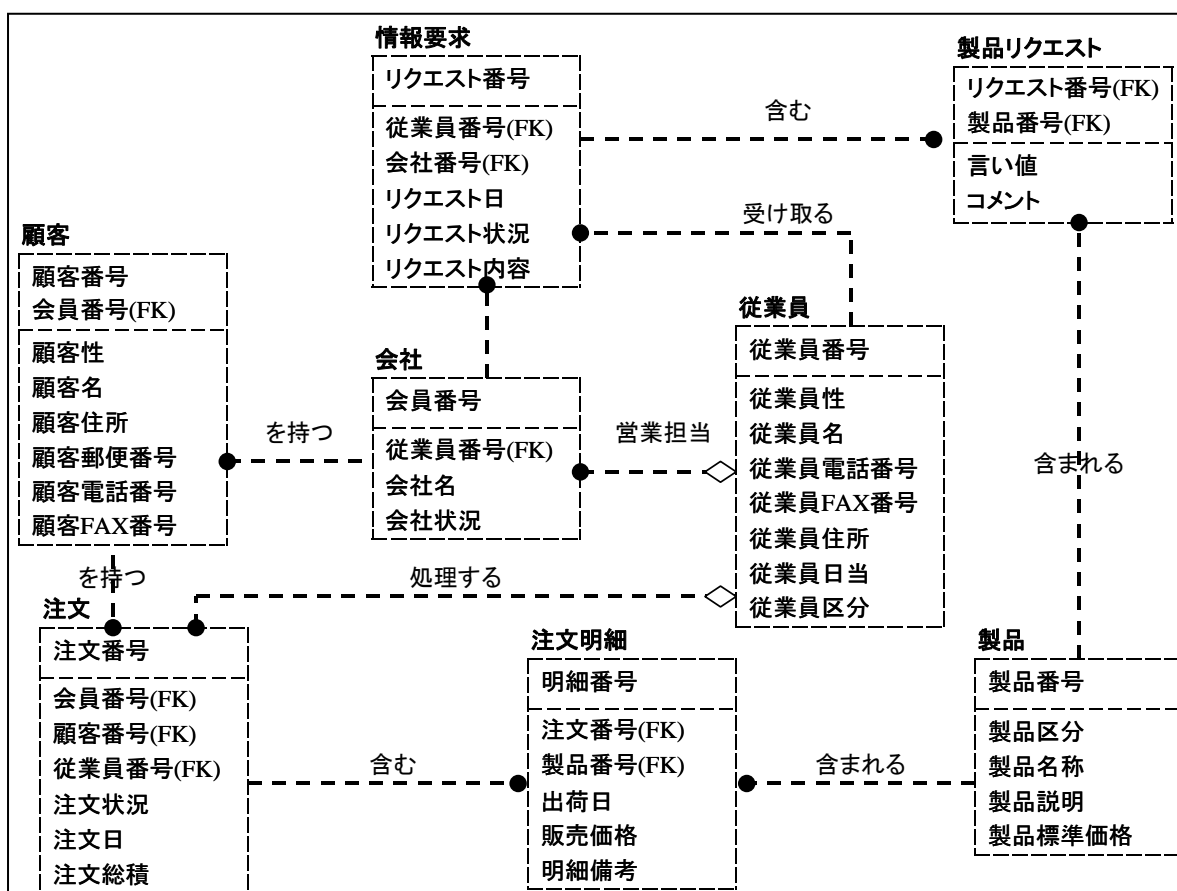 情報要求
リクエスト番号
従業員番号(FK)
会社番号(FK)
リクエスト日
リクエスト状況
リクエスト内容
含む
製品リクエスト
リクエスト番号(FK)
製品番号(FK)
言い値
コメント
受け取る
顧客
顧客番号
会員番号(FK)
顧客性
顧客名
顧客住所
顧客郵便番号
顧客電話番号
顧客FAX番号
を持つ
会社
会員番号
従業員番号(FK)
会社名
会社状況
営業担当
従業員
従業員番号
従業員性
従業員名
従業員電話番号
従業員FAX番号
従業員住所
従業員日当
従業員区分
含まれる
を持つ
処理する
注文
注文番号
会員番号(FK)
顧客番号(FK)
従業員番号(FK)
注文状況
注文日
注文総積
含む
注文明細
明細番号
注文番号(FK)
製品番号(FK)
出荷日
販売価格
明細備考
含まれる
製品
製品番号
製品区分
製品名称
製品説明
製品標準価格